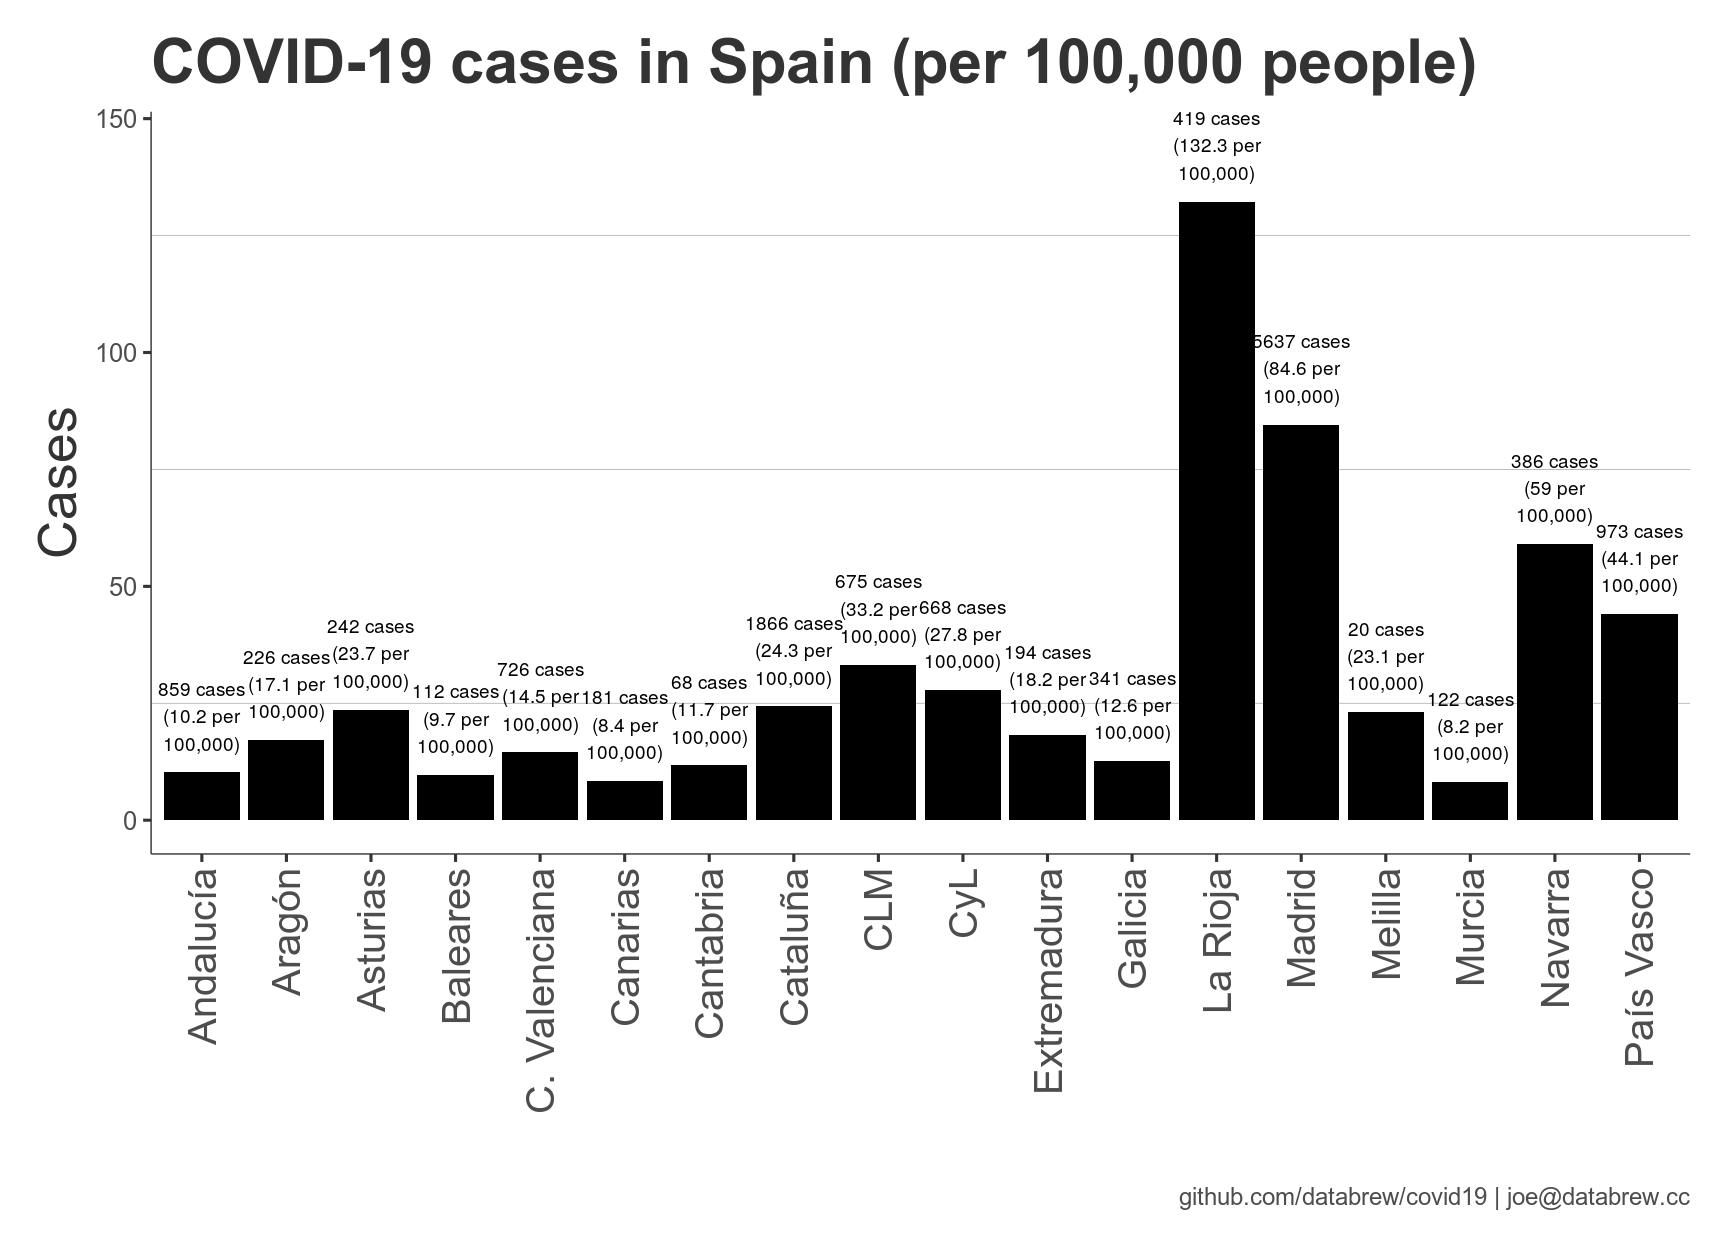 COVID-19 cases in Spain (per 100,000 people)
Cases
150
100
50
0
859 cases
(10.2 per
100,000)
226 cases
(17.1 per
100,000)
242 cases
(23.7 per
100,000)
112 cases
(9.7 per
100,000)
726 cases
(14.5 per
100,000)
181 cases
(8.4 per
100,000)
68 cases
(11.7 per
100,000)
1866 cases
(24.3 per
100,000)
675 cases
(33.2 per
100,000)
668 cases
(27.8 per
100,000)
194 cases
(18.2 per
100,000)
341 cases
(12.6 per
100,000)
419 cases
(132.3 per
100,000)
5637 cases
(84.6 per
100,000)
20 cases
(23.1 per
100,000)
122 cases
(8.2 per
100,000)
386 cases
(59 per
100,000)
973 cases
(44.1 per
100,000)
Andalucía
Aragón
Asturias
Baleares
C. Valenciana
Canarias
Cantabria
Cataluña
CLM
CyL
Extremadura
Galicia
La Rioja
Madrid
Melilla
Murcia
Navarra
País Vasco
github.com/databrew/covid19 | joe@databrew.cc